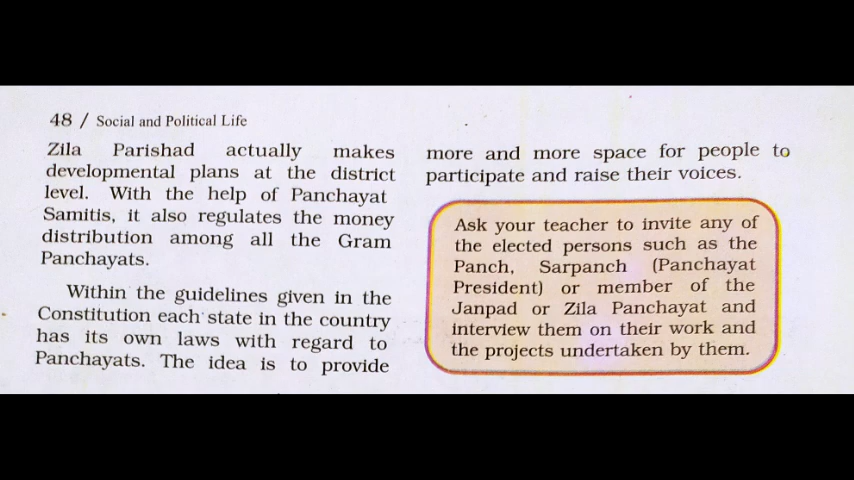 48 / Social and Political Life
Zila Parishad actually makes
developmental plans at the district
level. With the help of Panchayat
Samitis, it also regulates the money
distribution among all the Gram
Panchayats.
Within the guidelines given in the
Constitution each state in the country
has its own laws with regard to
Panchayats. The idea is to provide
more and more space for people to
participate and raise their voices.
Ask your teacher to invite any of
the elected persons such as the
Panch, Sarpanch (Panchayat
President) or member of the
Janpad or Zila Panchayat and
interview them on their work and
the projects undertaken by them.